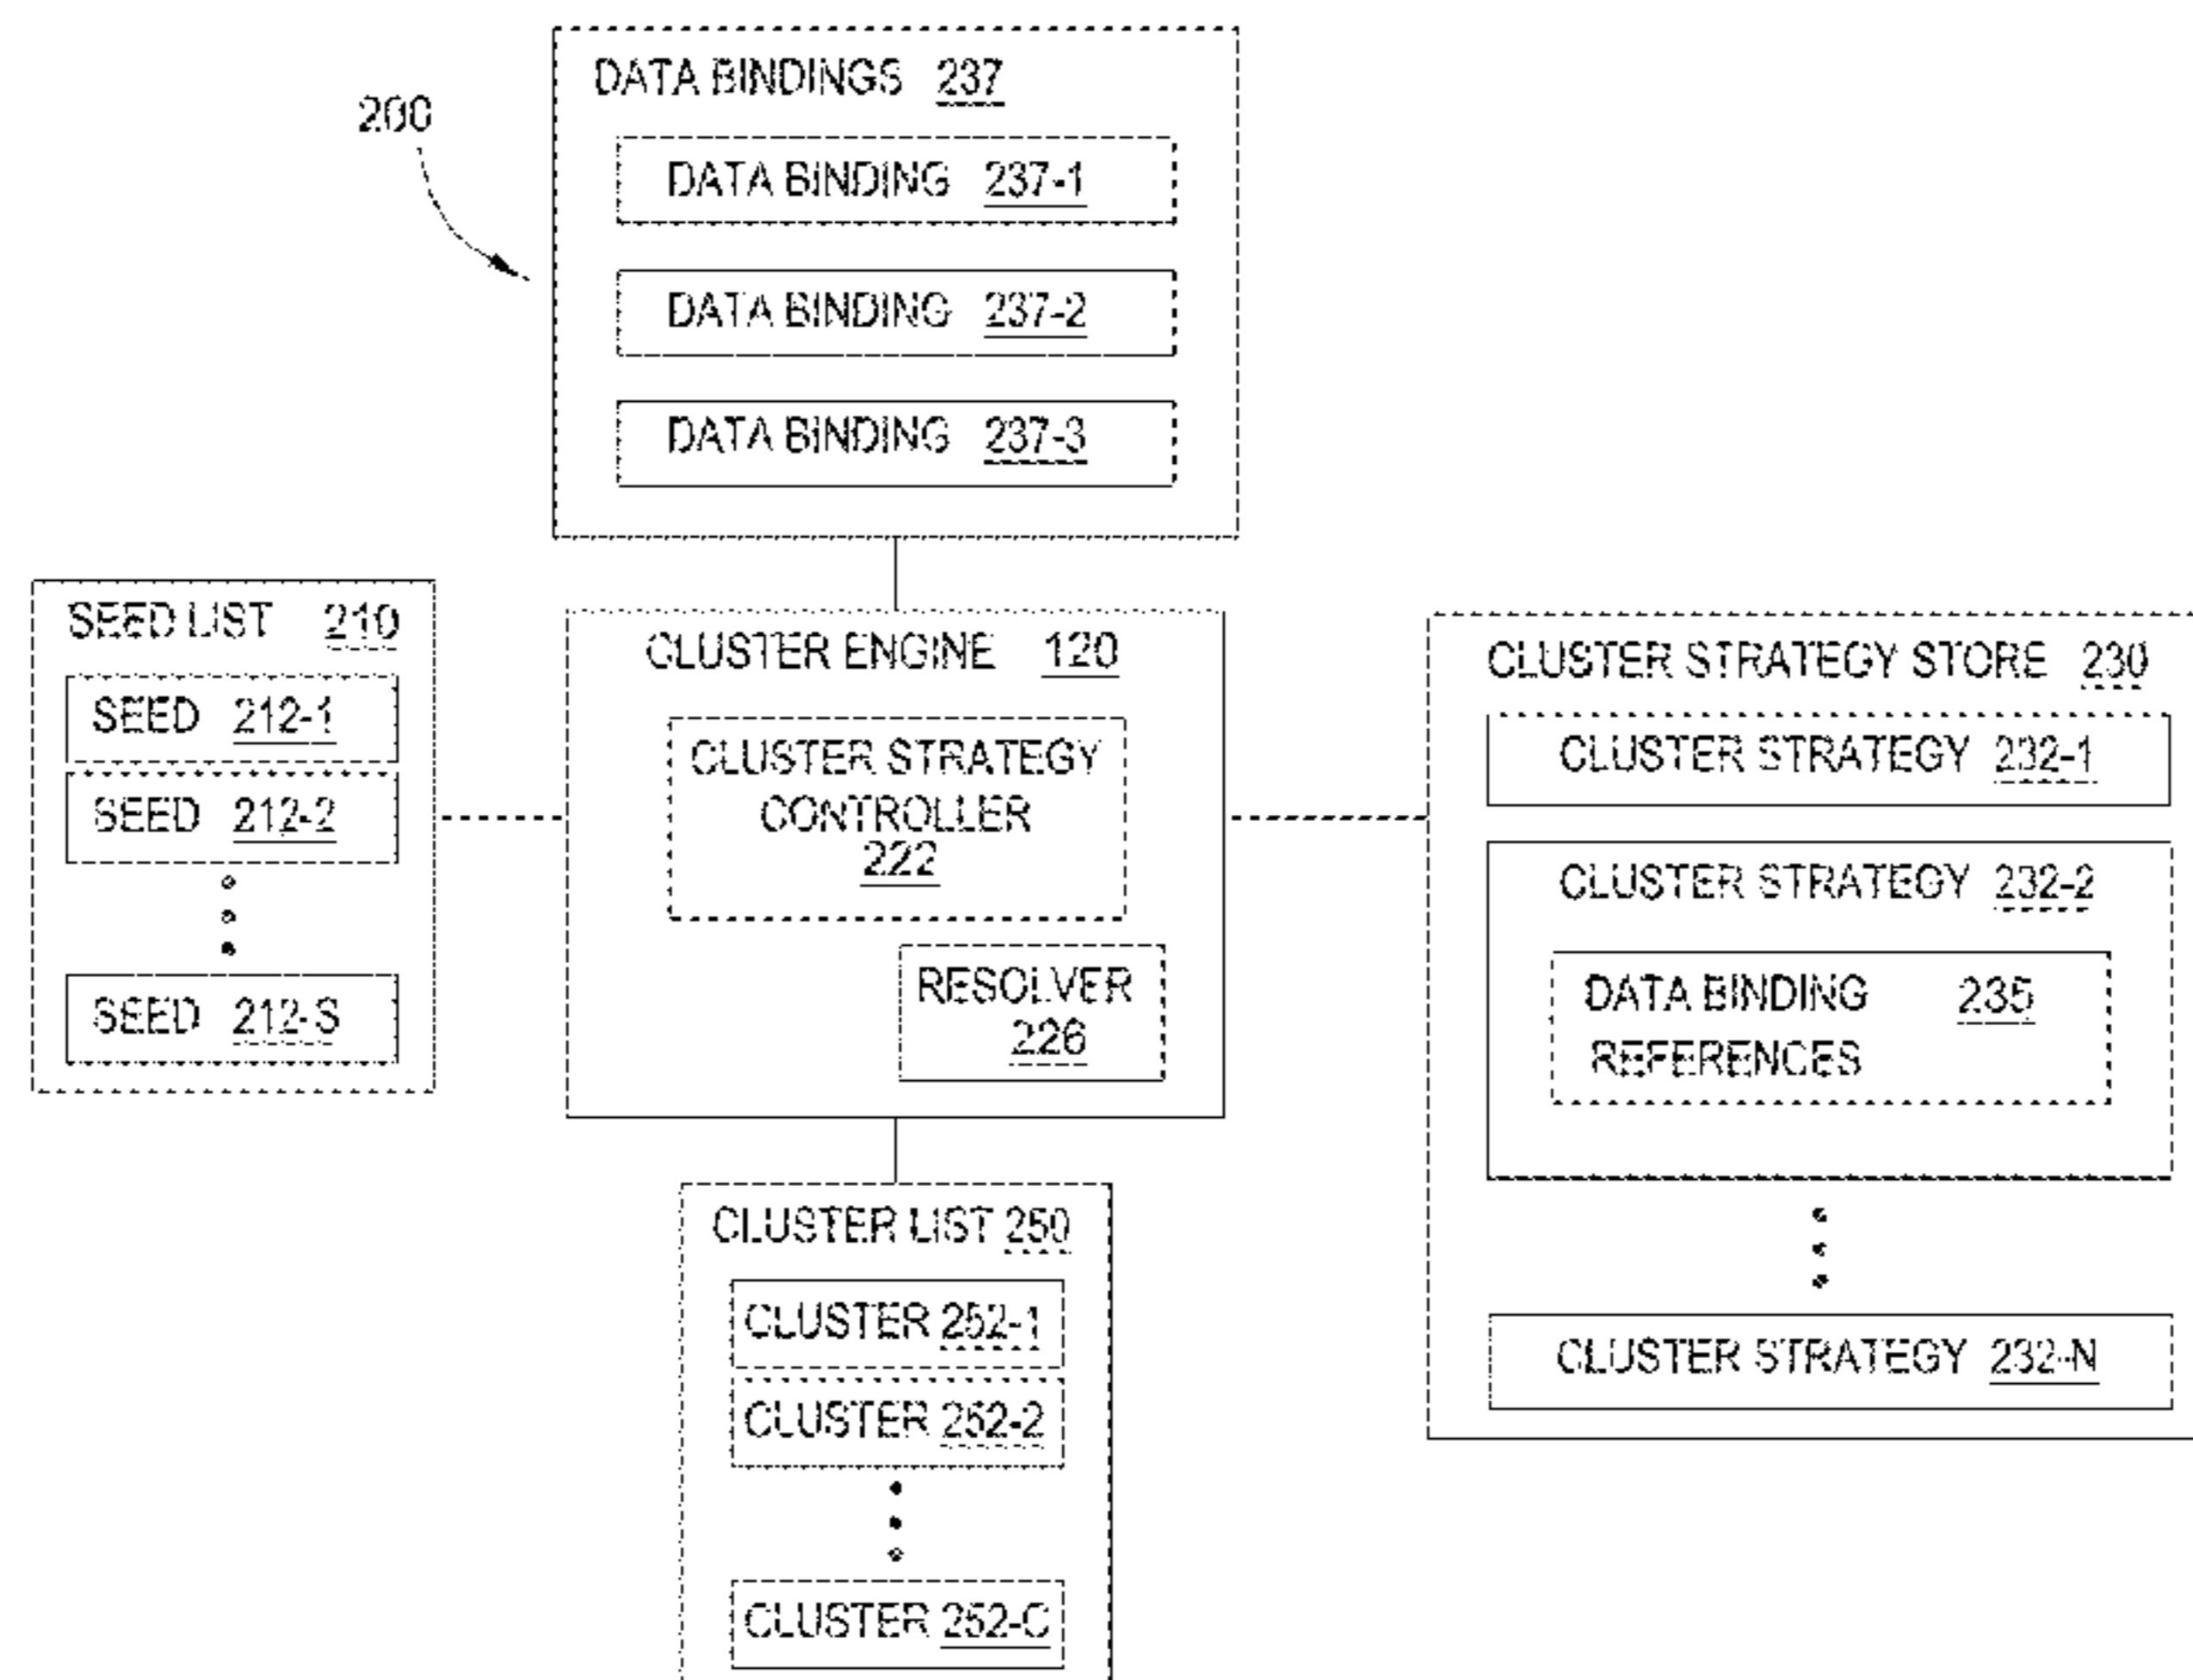 200
DATA BINDINGS 237
DATA BINDING 237-1
DATA BINDING 237-2
DATA BINDING 237-3
SEED LIST 210
SEED 212-1
SEED 212-2
SEED 212-S
CLUSTER ENGINE 120
CLUSTER STRATEGY
CONTROLLER
222
RESOLVER
226
CLUSTER STRATEGY STORE 230
CLUSTER STRATEGY 232-1
CLUSTER STRATEGY 232-2
DATA BINDING 235
REFERENCES
CLUSTER STRATEGY 232-N
CLUSTER LIST 250
CLUSTER 252-1
CLUSTER 252-2
CLUSTER 252-C